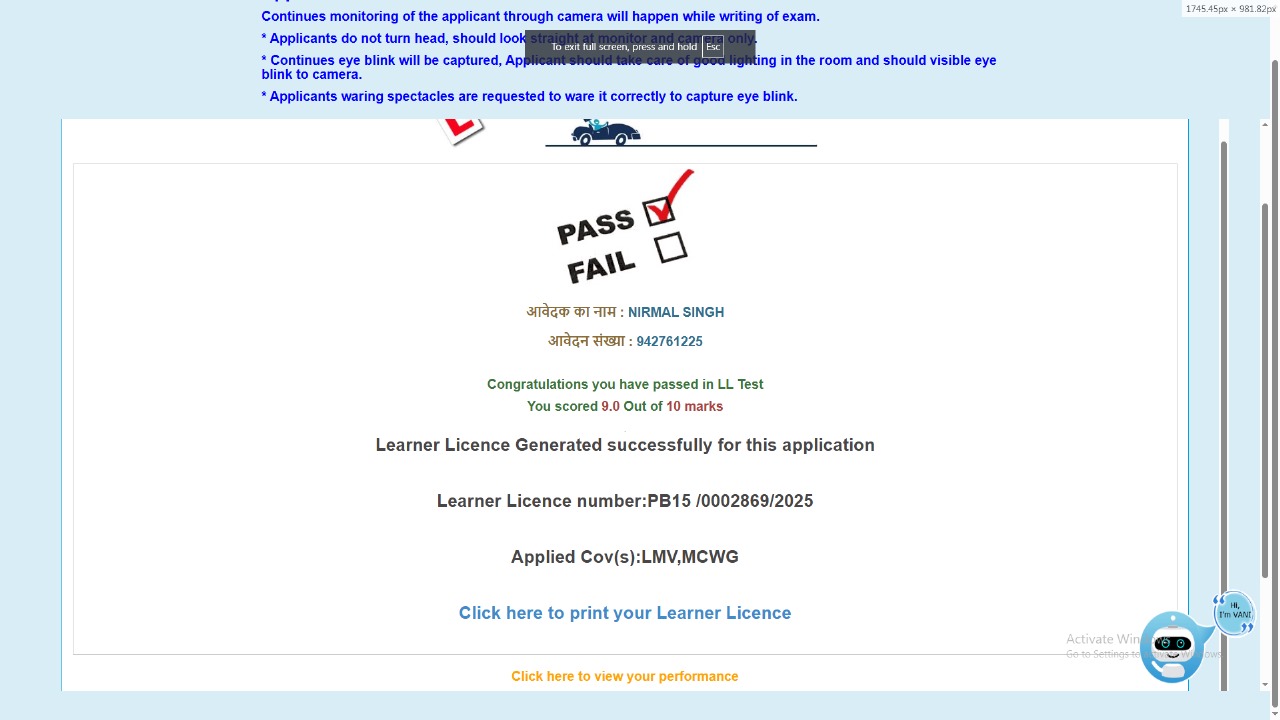 1745.45px × 981.82px
Continues monitoring of the applicant through camera will happen while writing of exam.
* Applicants do not turn head, should look straight at monitor and camera only.
To exit full screen, press and hold Esc
* Continues eye blink will be captured, Applicant should take care of good lighting in the room and should visible eye
blink to camera.
* Applicants waring spectacles are requested to ware it correctly to capture eye blink.
L
PASS
FAIL
आवेदक का नाम : NIRMAL SINGH
आवेदन संख्या : 942761225
Congratulations you have passed in LL Test
You scored 9.0 Out of 10 marks
Learner Licence Generated successfully for this application
Learner Licence number:PB15 /0002869/2025
Applied Cov(s):LMV,MCWG
Click here to print your Learner Licence
Hi,
I'm VANI
Activate Windows
Go to Settings to activate Windows
Click here to view your performance